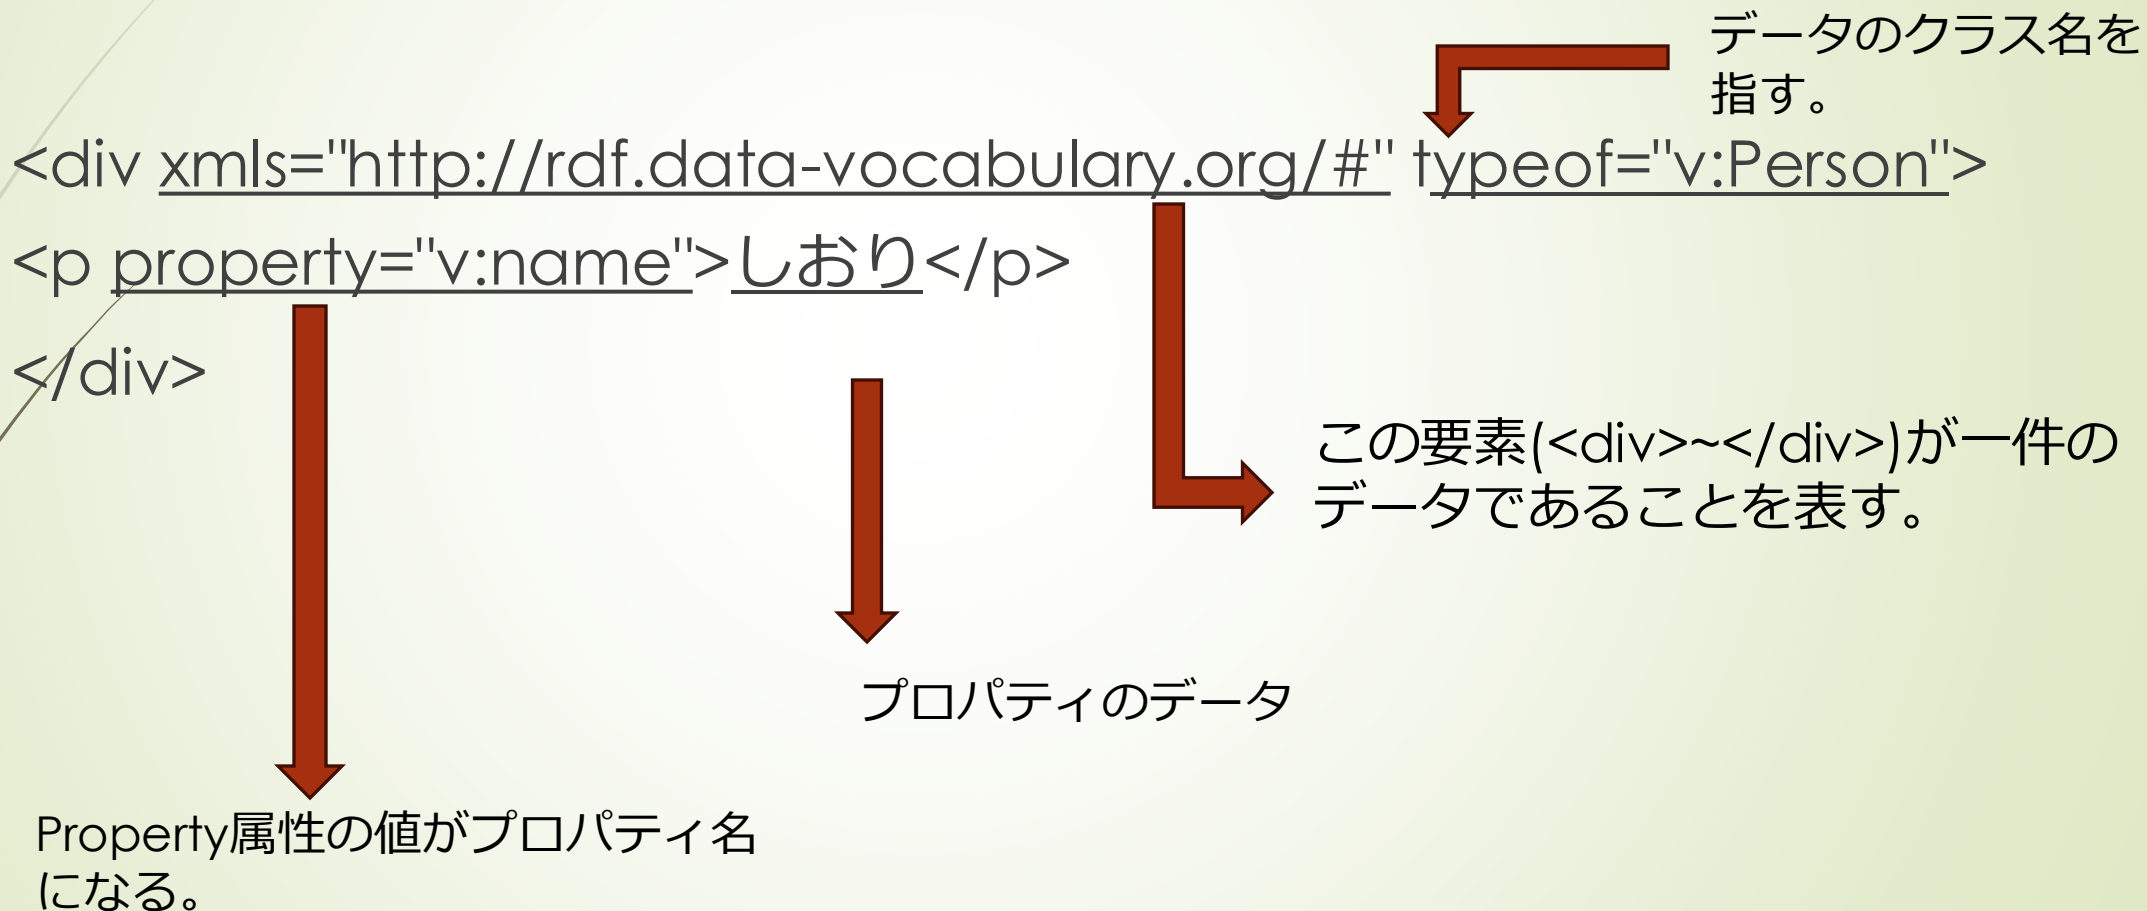 データのクラス名を
指す。
<div xmls="http://rdf.data-vocabulary.org/#" typeof="v:Person">
<p property="v:name">しおり</p>
</div>
この要素(<div>~</div>)が一件の
データであることを表す。
プロパティのデータ
Property属性の値がプロパティ名
になる。